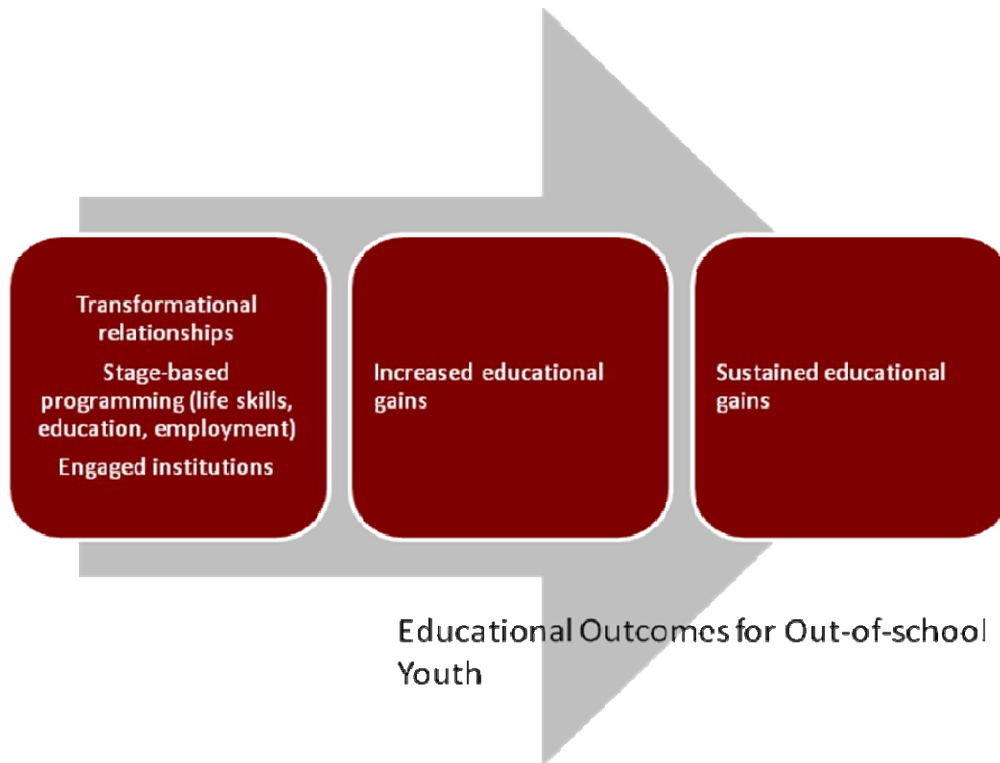 Transformational
relationships
Stage-based
programming (life skills,
education, employment)
Engaged institutions
Increased educational
gains
Sustained educational
gains
Educational Outcomes for Out-of-school
Youth